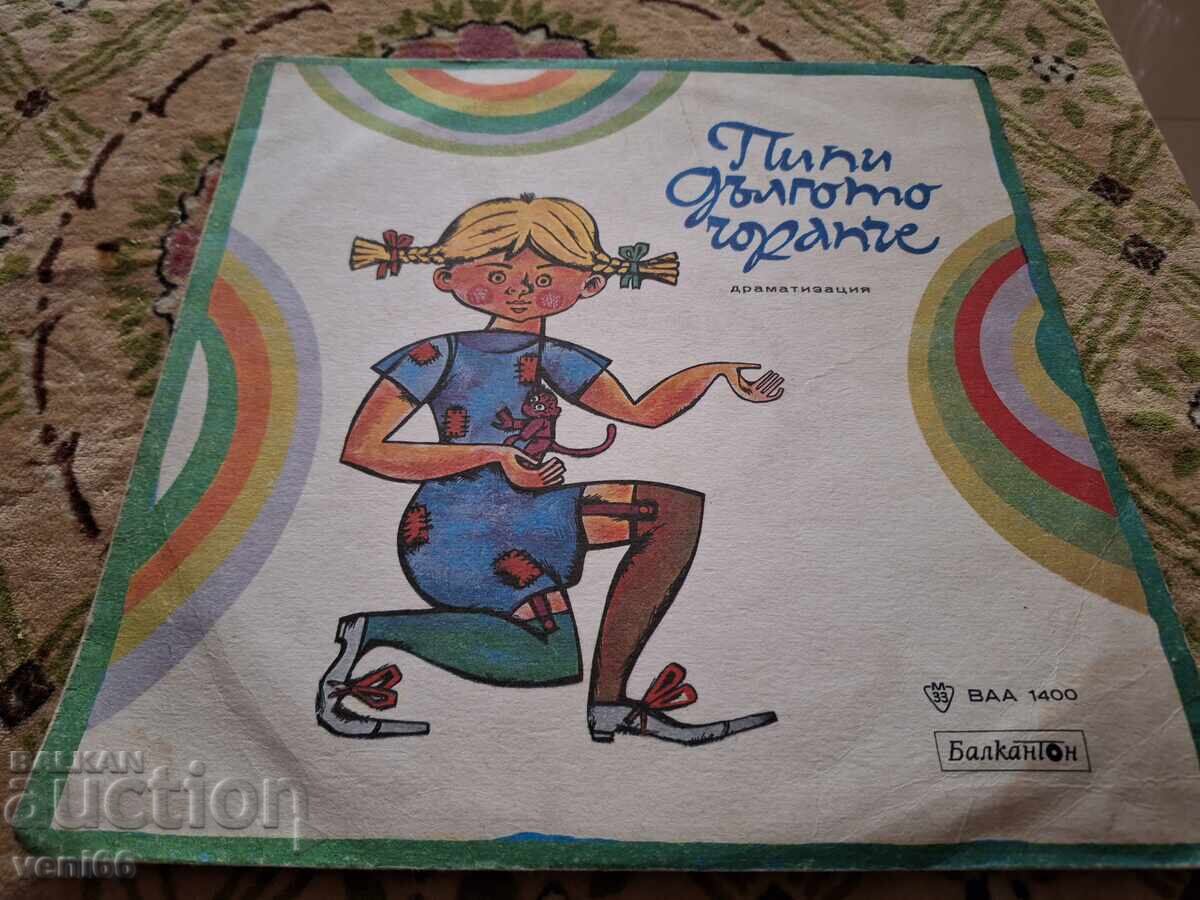 Пипи
дългото
чорапче
драматизация
М
33
ВАА 1400
Балкантон
BALKAN
auction
veni66